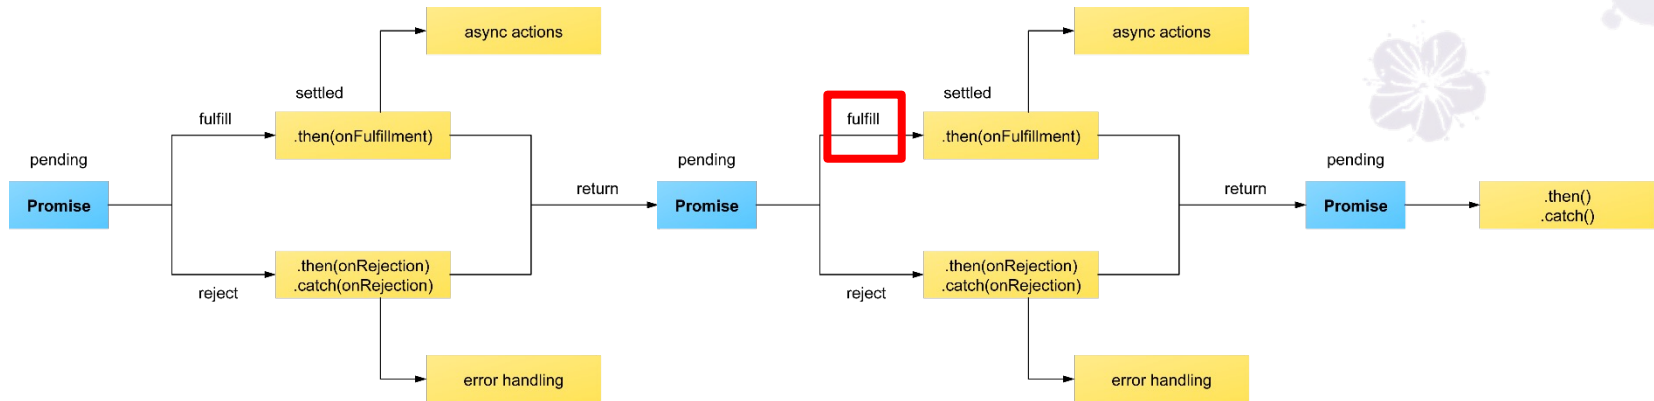 async actions
settled
fulfill
.then(onFulfillment)
pending
Promise
return
.then(onRejection)
.catch(onRejection)
reject
error handling
async actions
settled
fulfill
.then(onFulfillment)
pending
Promise
return
.then(onRejection)
.catch(onRejection)
reject
error handling
pending
Promise
.then()
.catch()